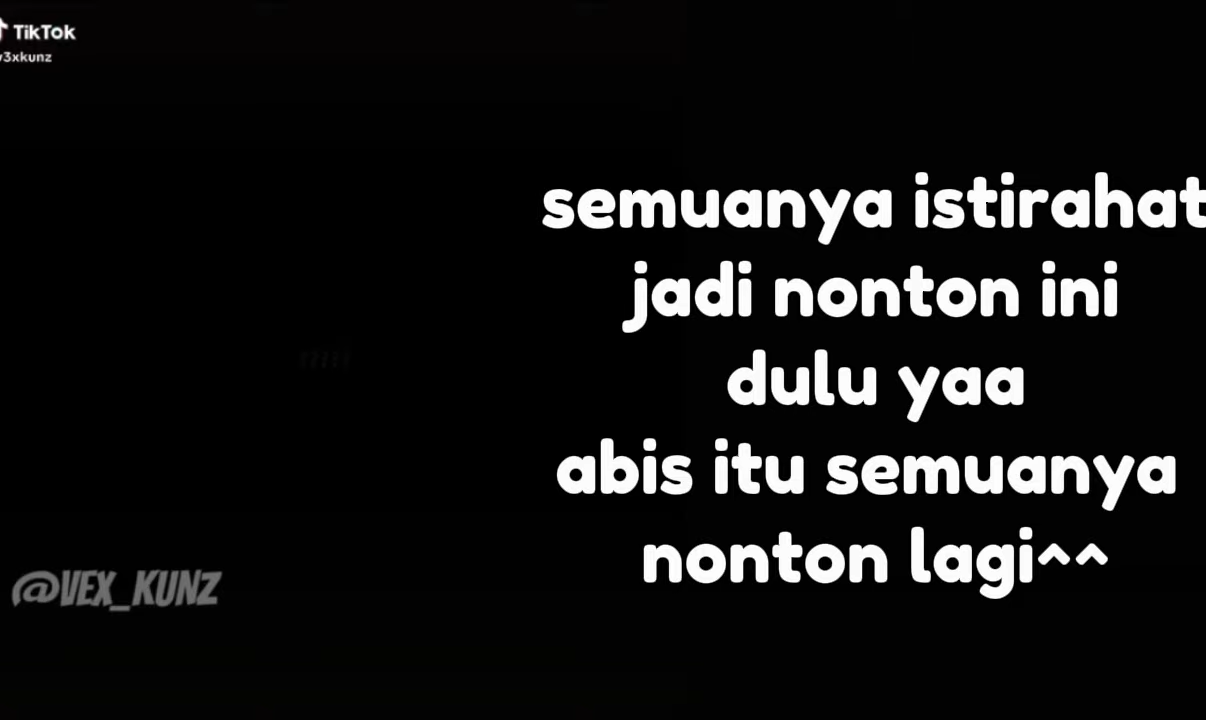 TikTok
semuanya istirahat
jadi nonton ini
dulu yaa
abis itu semuanya
nonton lagi^^
@VEX_KUNZ